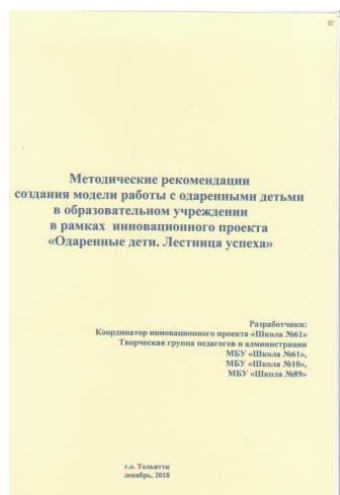 Методические рекомендации
создания модели работы с одаренными детьми
в образовательном учреждении
в рамках инновационного проекта
«Одаренные дети. Лестница успеха»
Разработчики:
Координатор инновационного проекта «Школа №61»
Творческая группа педагогов и администрации
МБУ «Школа №61»,
МБУ «Школа №10»,
МБУ «Школа №89»
г.о. Тольятти
декабрь, 2018